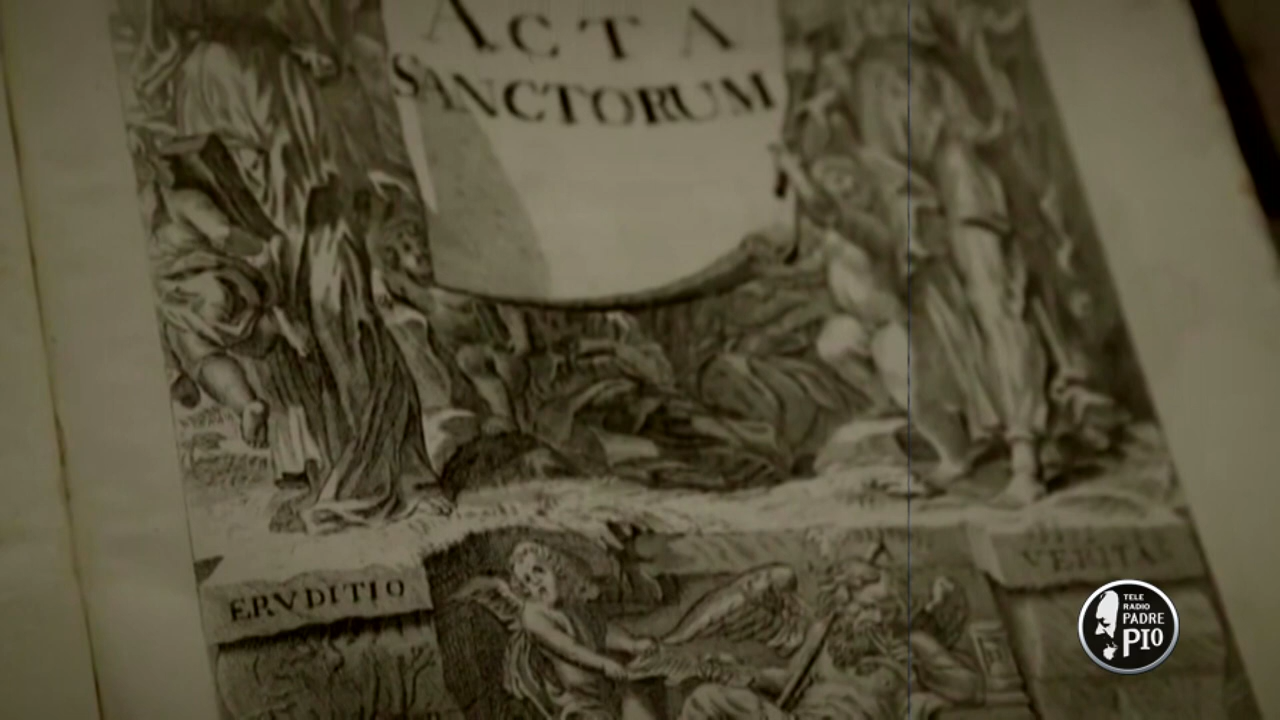 ACTA
SANCTORUM
ERVDITIO
VERITAS
TELE
RADIO
PADRE
PIO